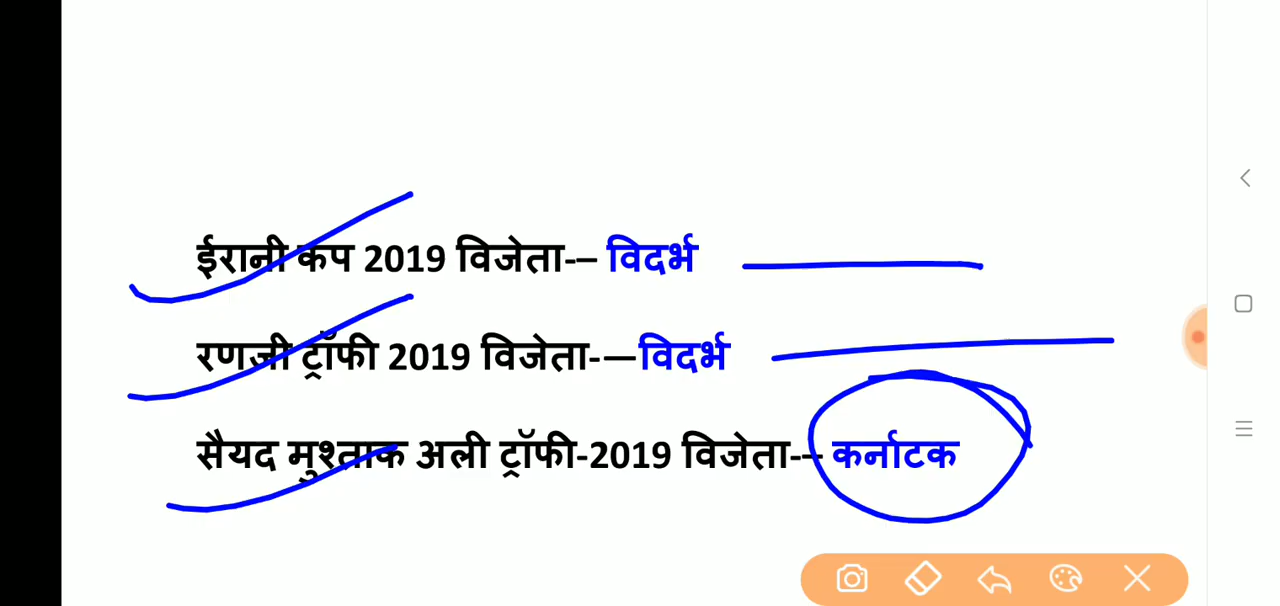 ईरानी कप 2019 विजेता-– विदर्भ
रणजी ट्रॉफी 2019 विजेता-—विदर्भ
सैयद मुश्ताक अली ट्रॉफी-2019 विजेता-– कर्नाटक